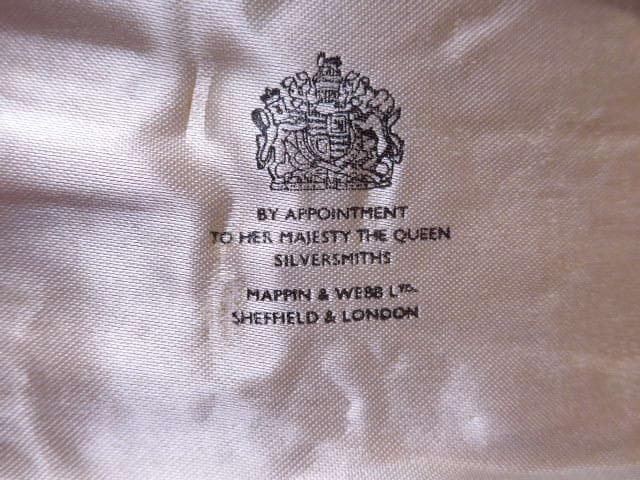 BY APPOINTMENT
TO HER MAJESTY THE QUEEN
SILVERSMITHS
MAPPIN & WEBB LTD.
SHEFFIELD & LONDON